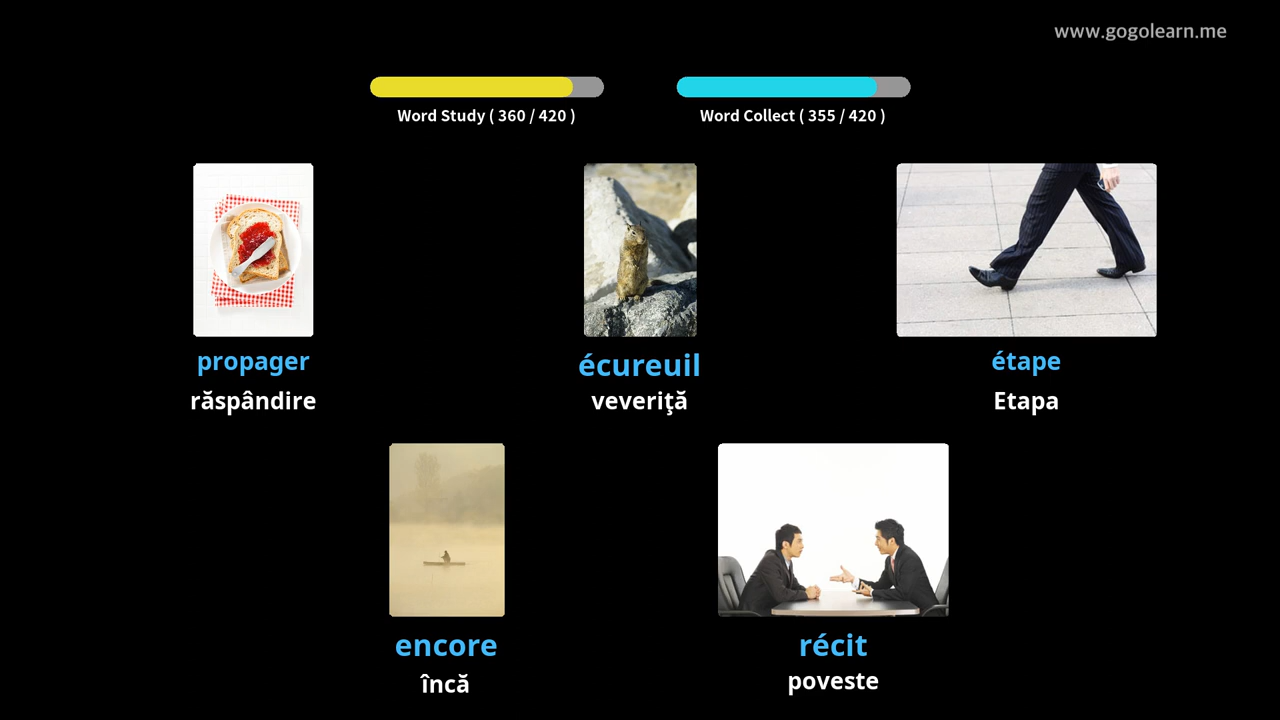 www.gogolearn.me
Word Study ( 360 / 420 )
Word Collect ( 355 / 420 )
propager
răspândire
écureuil
veveriţă
étape
Etapa
encore
încă
récit
poveste